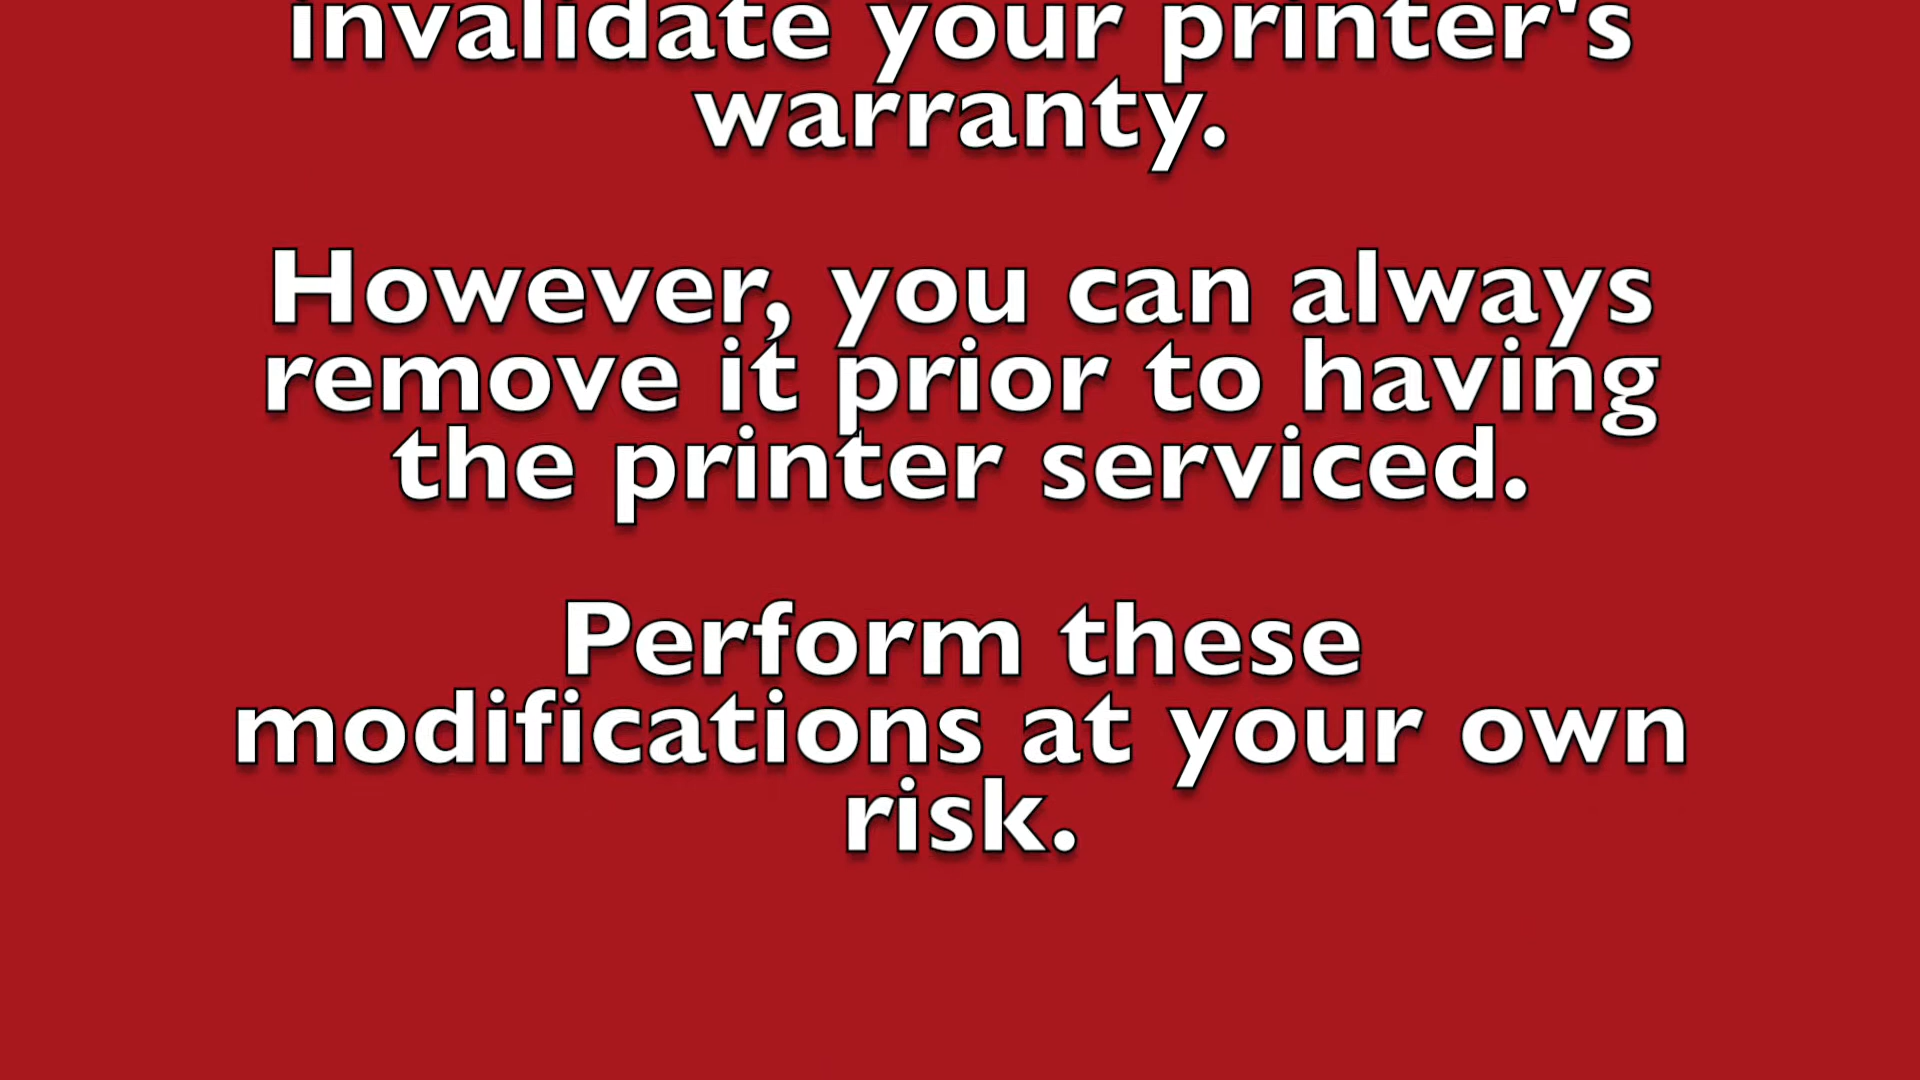 invalidate your printer's
warranty.
However, you can always
remove it prior to having
the printer serviced.
Perform these
modifications at your own
risk.